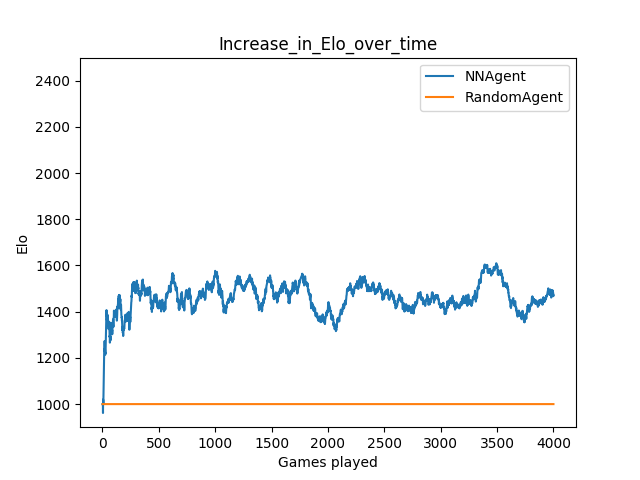 Increase_in_Elo_over_time
NNAgent
RandomAgent
2400
2200
2000
1800
1600
1400
1200
1000
Elo
0 500 1000 1500 2000 2500 3000 3500 4000
Games played